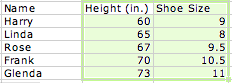 Name Height (in.) Shoe Size
Harry 60 9
Linda 65 8
Rose 67 9.5
Frank 70 10.5
Glenda 73 11